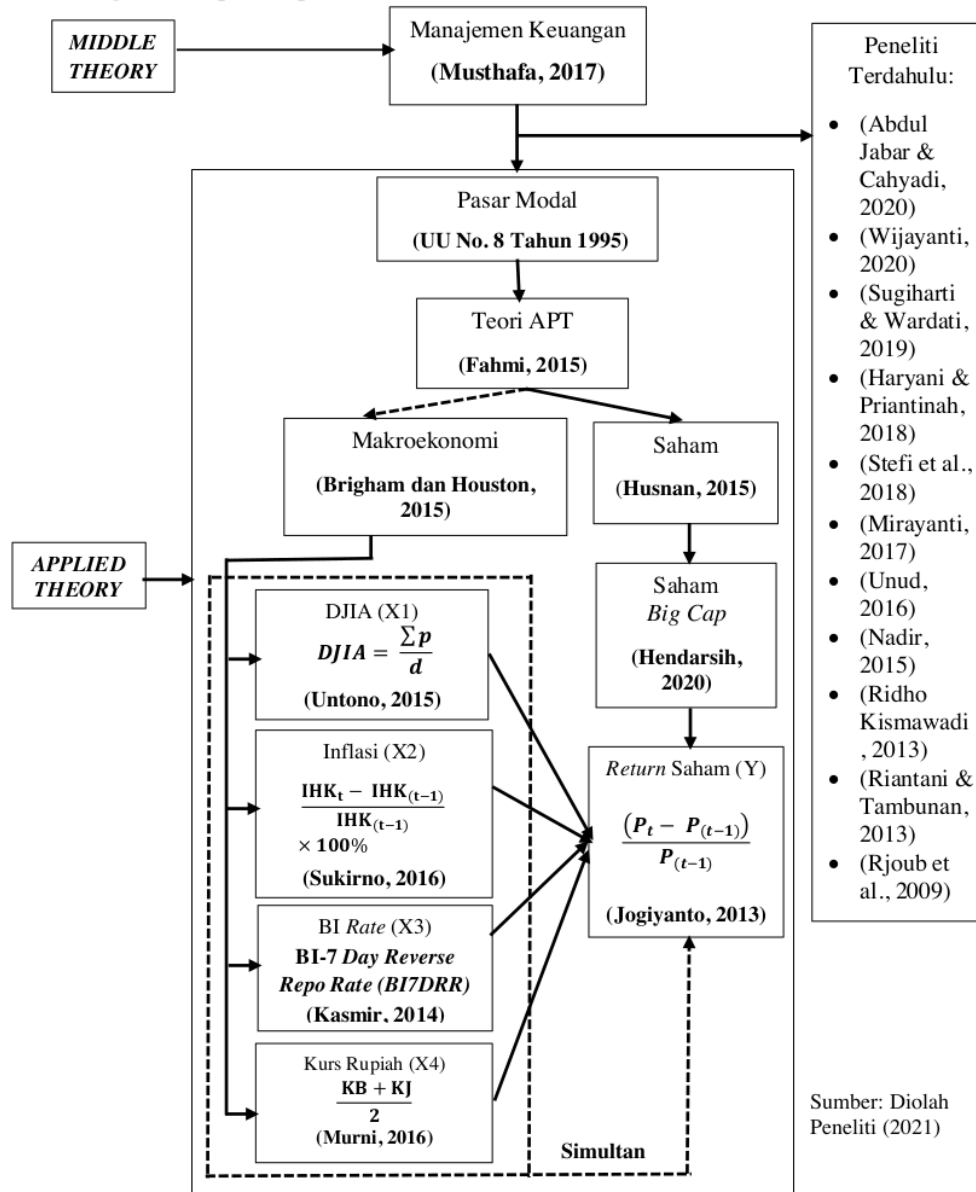 MIDDLE
THEORY
Manajemen Keuangan
(Musthafa, 2017)
Peneliti
Terdahulu:
• (Abdul
Jabar &
Cahyadi,
2020)
• (Wijayanti,
2020)
• (Sugiharti
& Wardati,
2019)
• (Haryani &
Priantinah,
2018)
• (Stefi et al.,
2018)
• (Mirayanti,
2017)
• (Unud,
2016)
• (Nadir,
2015)
• (Ridho
Kismawadi
, 2013)
• (Riantani &
Tambunan,
2013)
• (Rjoub et
al., 2009)
Pasar Modal
(UU No. 8 Tahun 1995)
Teori APT
(Fahmi, 2015)
Makroekonomi
(Brigham dan Houston,
2015)
Saham
(Husnan, 2015)
APPLIED
THEORY
DJIA (X1)
DJIA = ∑p / d
(Untono, 2015)
Saham
Big Cap
(Hendarsih,
2020)
Inflasi (X2)
IHKt − IHK(t−1)
IHK(t−1)
× 100%
(Sukirno, 2016)
Return Saham (Y)
(Pt − P(t−1))
P(t−1)
(Jogiyanto, 2013)
BI Rate (X3)
BI-7 Day Reverse
Repo Rate (BI7DRR)
(Kasmir, 2014)
Kurs Rupiah (X4)
KB + KJ
2
(Murni, 2016)
Simultan
Sumber: Diolah
Peneliti (2021)